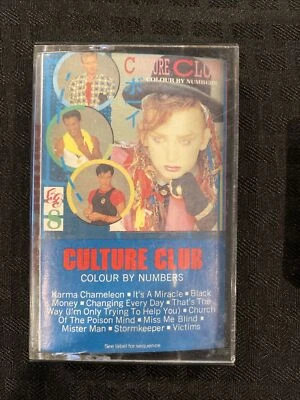 CULTURE CLUB
COLOUR BY NUMBERS
CULTURE CLUB
COLOUR BY NUMBERS
Karma Chameleon ■ It's A Miracle ■ Black
Money ■ Changing Every Day ■ That's The
Way (I'm Only Trying To Help You) ■ Church
Of The Poison Mind ■ Miss Me Blind ■
Mister Man ■ Stormkeeper ■ Victims
See label for sequence